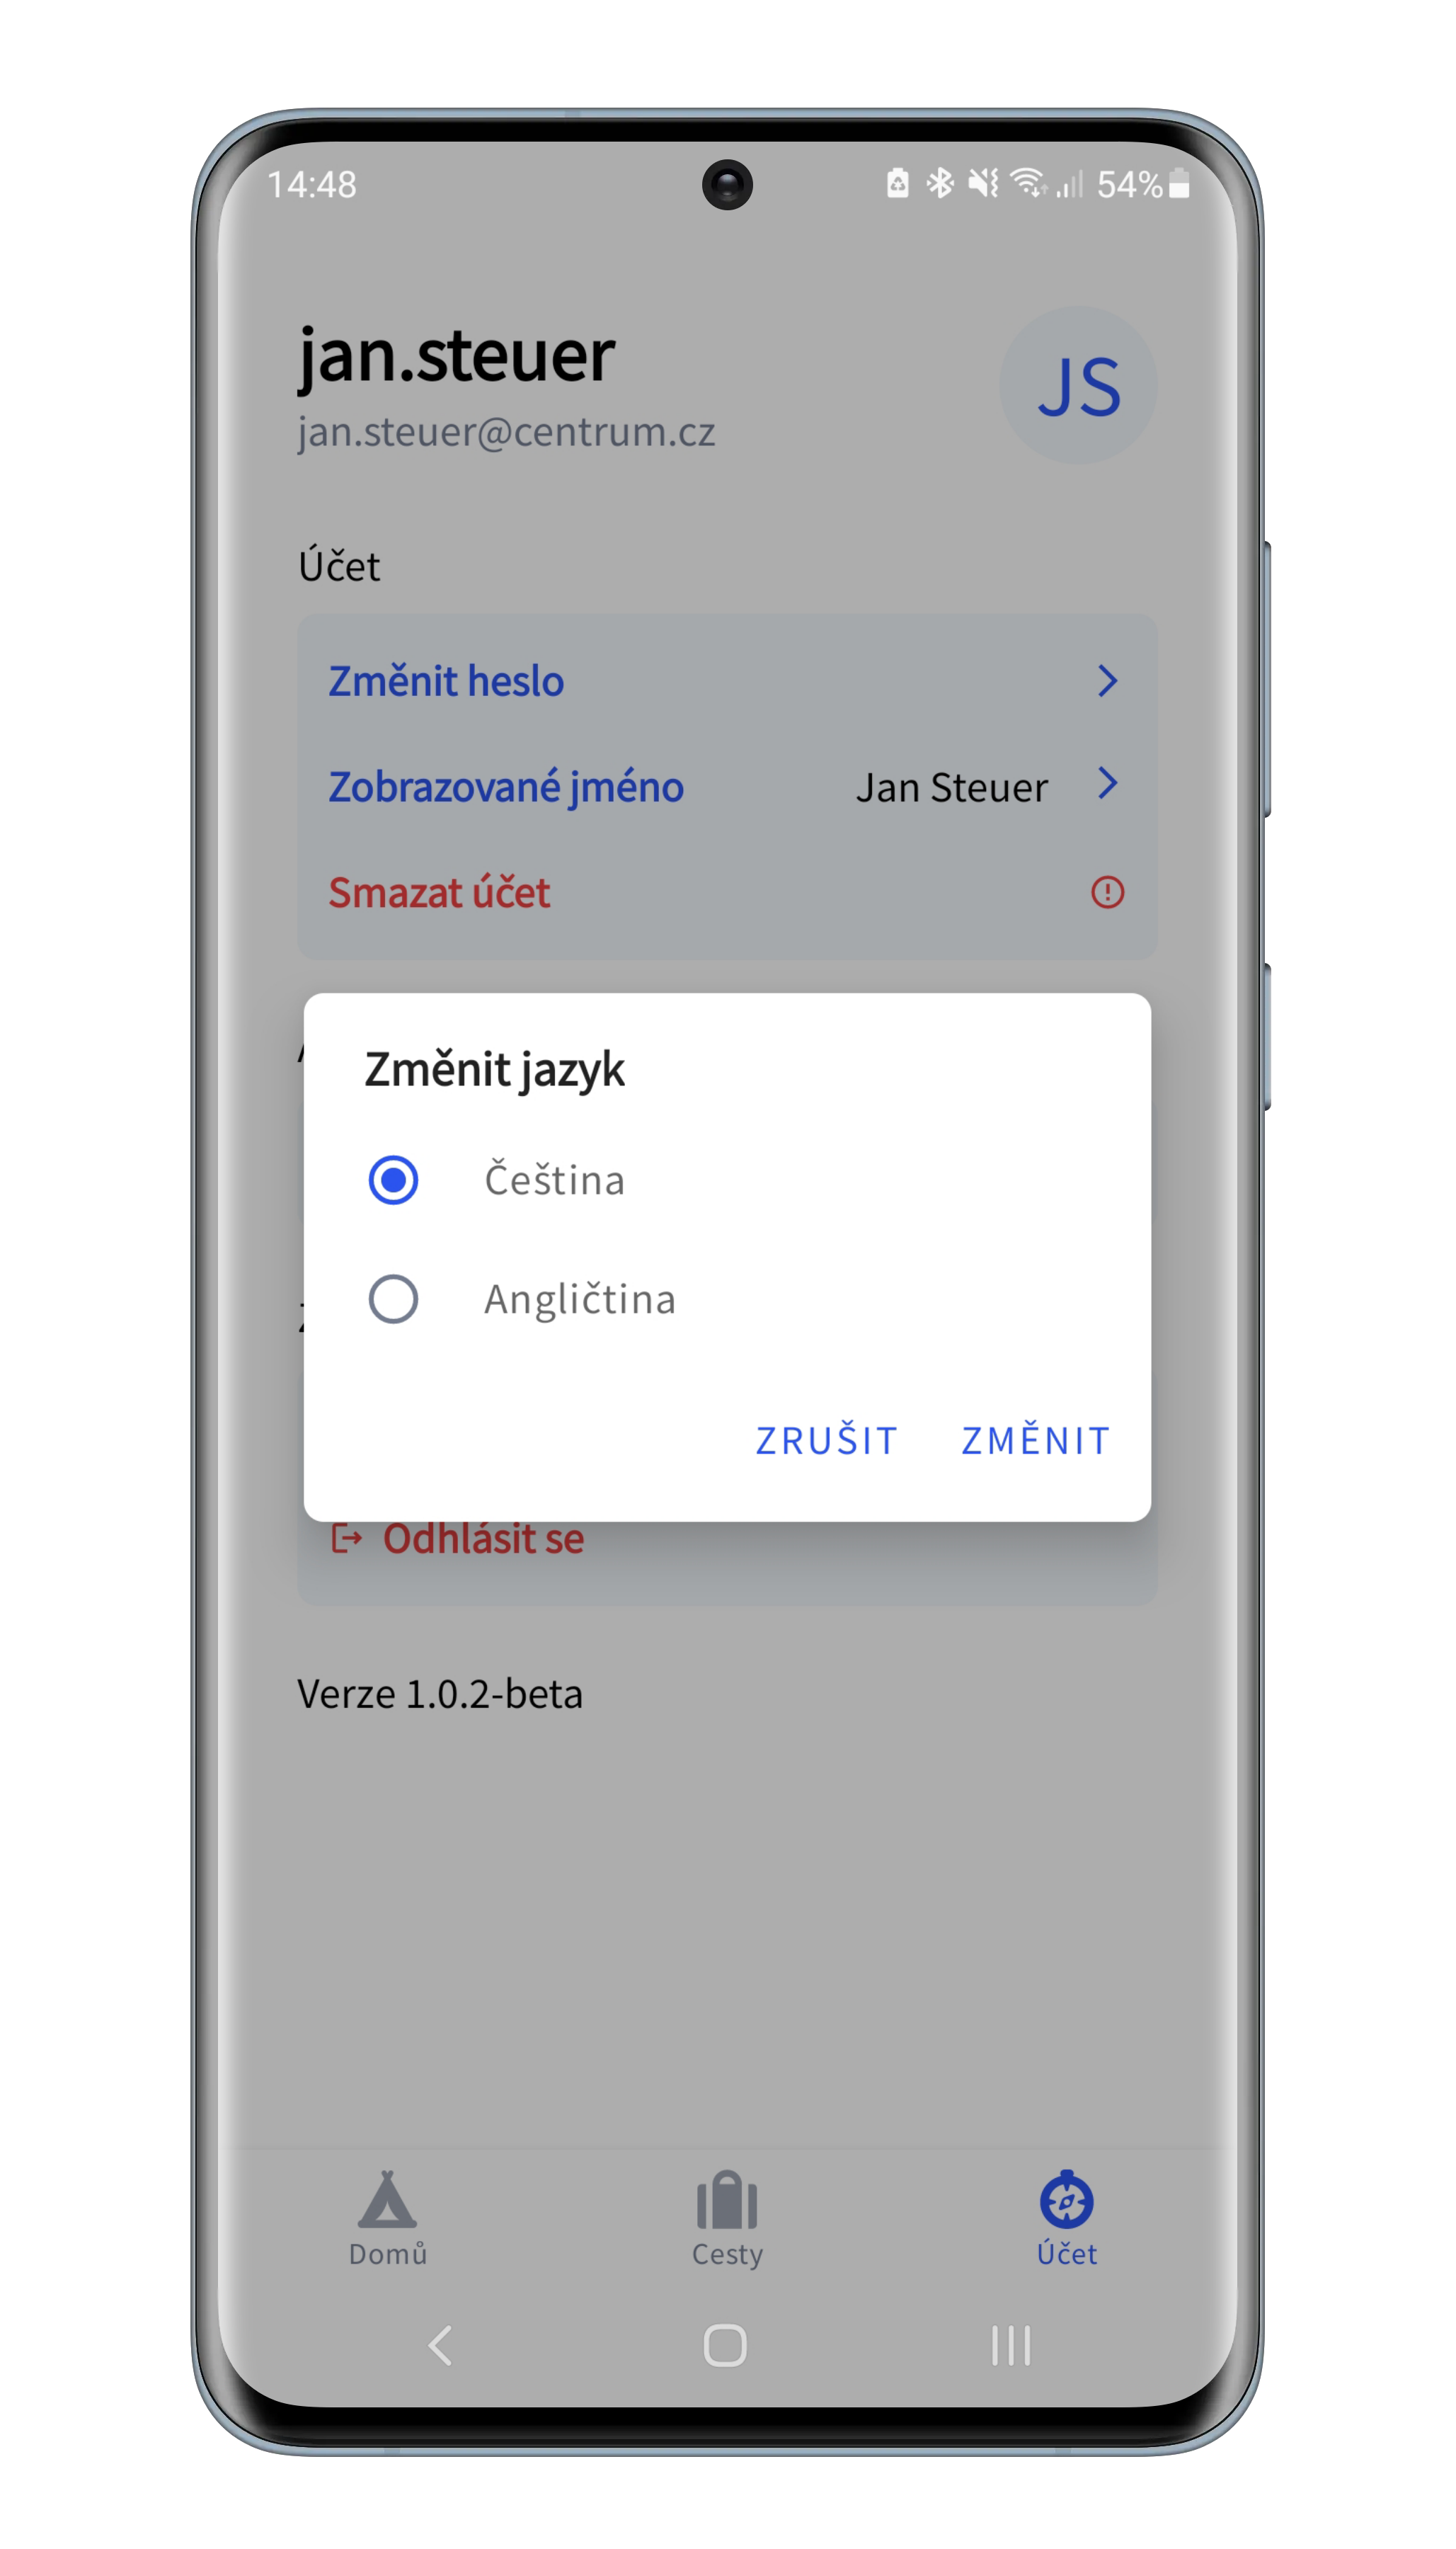 14:48
54%
jan.steuer
JS
jan.steuer@centrum.cz
Účet
Změnit heslo
Zobrazované jméno Jan Steuer
Smazat účet
Změnit jazyk
Čeština
Angličtina
ZRUŠIT ZMĚNIT
Odhlásit se
Verze 1.0.2-beta
Domů Cesty Účet